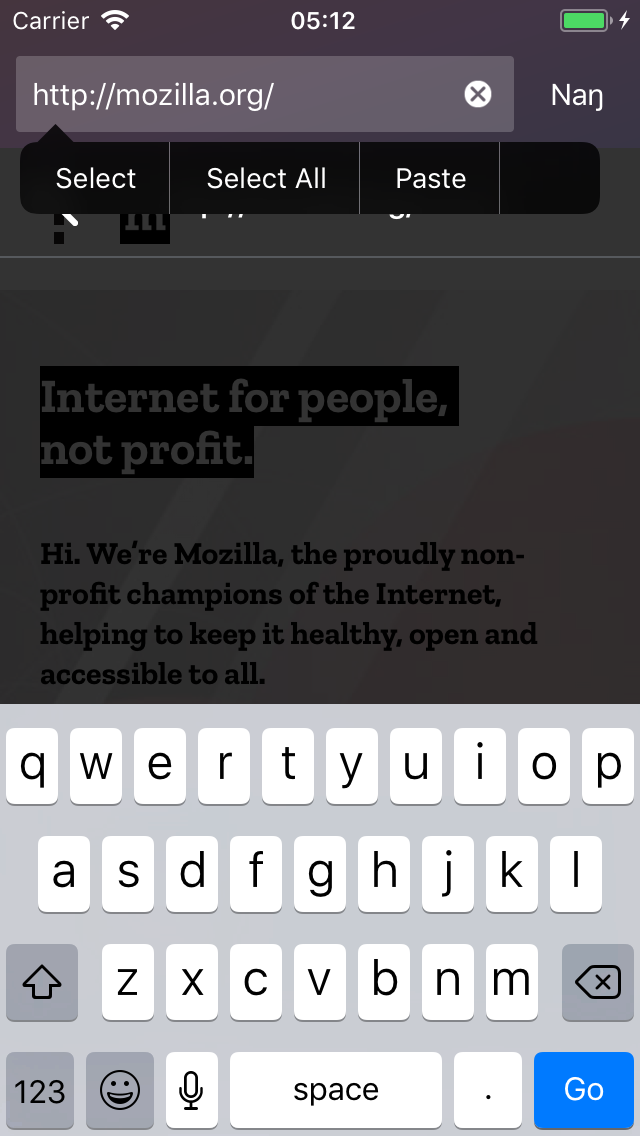 Carrier
05:12
http://mozilla.org/
Naŋ
Select
Select All
Paste
Internet for people,
not profit.
Hi. We’re Mozilla, the proudly non-
profit champions of the Internet,
helping to keep it healthy, open and
accessible to all.
q w e r t y u i o p
a s d f g h j k l
z x c v b n m
123
space
.
Go